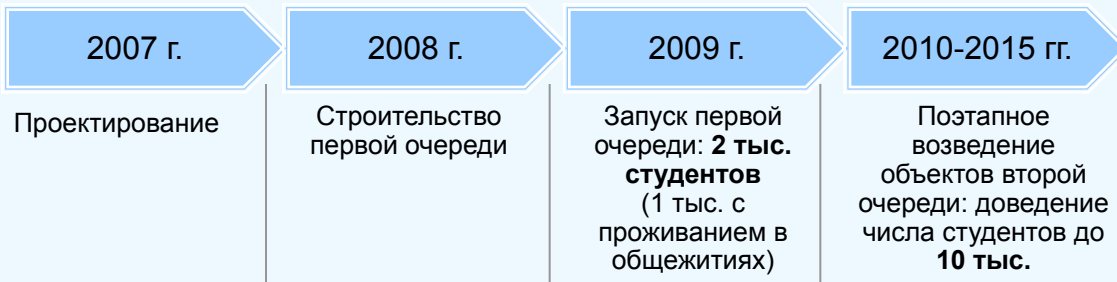 2007 г.
2008 г.
2009 г.
2010-2015 гг.
Проектирование
Строительство
первой очереди
Запуск первой
очереди: 2 тыс.
студентов
(1 тыс. с
проживанием в
общежитиях)
Поэтапное
возведение
объектов второй
очереди: доведение
числа студентов до
10 тыс.